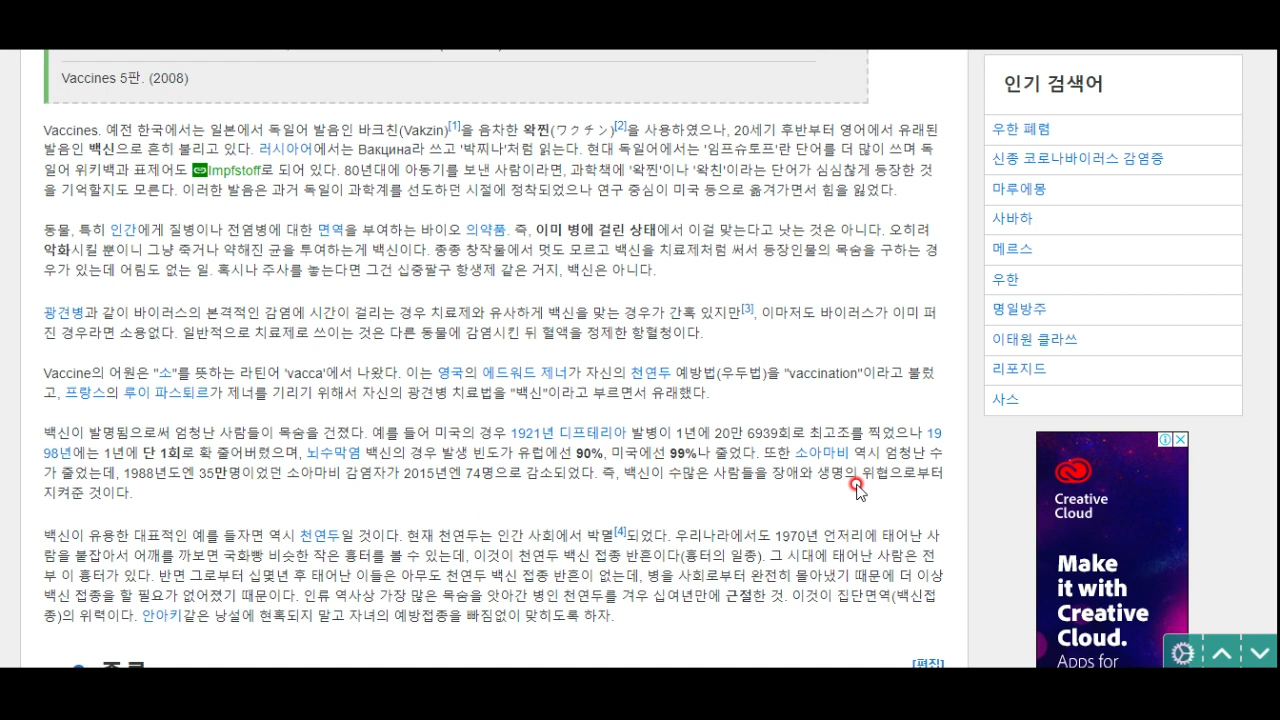 Vaccines 5판. (2008)
Vaccines. 예전 한국에서는 일본에서 독일어 발음인 바크친(Vakzin)[1]을 음차한 왁찐(ワクチン)[2]을 사용하였으나, 20세기 후반부터 영어에서 유래된
발음인 백신으로 흔히 불리고 있다. 러시아어에서는 Вакцина라 쓰고 '박찌나'처럼 읽는다. 현대 독일어에서는 '임프슈토프'란 단어를 더 많이 쓰며 독
일어 위키백과 표제어도 Impfstoff로 되어 있다. 80년대에 아동기를 보낸 사람이라면, 과학책에 '왁찐'이나 '왁친'이라는 단어가 심심찮게 등장한 것
을 기억할지도 모른다. 이러한 발음은 과거 독일이 과학계를 선도하던 시절에 정착되었으나 연구 중심이 미국 등으로 옮겨가면서 힘을 잃었다.
동물, 특히 인간에게 질병이나 전염병에 대한 면역을 부여하는 바이오 의약품. 즉, 이미 병에 걸린 상태에서 이걸 맞는다고 낫는 것은 아니다. 오히려
악화시킬 뿐이니 그냥 죽거나 약해진 균을 투여하는게 백신이다. 종종 창작물에서 멋도 모르고 백신을 치료제처럼 써서 등장인물의 목숨을 구하는 경
우가 있는데 어림도 없는 일. 혹시나 주사를 놓는다면 그건 십중팔구 항생제 같은 거지, 백신은 아니다.
광견병과 같이 바이러스의 본격적인 감염에 시간이 걸리는 경우 치료제와 유사하게 백신을 맞는 경우가 간혹 있지만[3], 이마저도 바이러스가 이미 퍼
진 경우라면 소용없다. 일반적으로 치료제로 쓰이는 것은 다른 동물에 감염시킨 뒤 혈액을 정제한 항혈청이다.
Vaccine의 어원은 "소"를 뜻하는 라틴어 'vacca'에서 나왔다. 이는 영국의 에드워드 제너가 자신의 천연두 예방법(우두법)을 "vaccination"이라고 불렀
고, 프랑스의 루이 파스퇴르가 제너를 기리기 위해서 자신의 광견병 치료법을 "백신"이라고 부르면서 유래했다.
백신이 발명됨으로써 엄청난 사람들이 목숨을 건졌다. 예를 들어 미국의 경우 1921년 디프테리아 발병이 1년에 20만 6939회로 최고조를 찍었으나 19
98년에는 1년에 단 1회로 확 줄어버렸으며, 뇌수막염 백신의 경우 발생 빈도가 유럽에선 90%, 미국에선 99%나 줄었다. 또한 소아마비 역시 엄청난 수
가 줄었는데, 1988년도엔 35만명이었던 소아마비 감염자가 2015년엔 74명으로 감소되었다. 즉, 백신이 수많은 사람들을 장애와 생명의 위협으로부터
지켜준 것이다.
백신이 유용한 대표적인 예를 들자면 역시 천연두일 것이다. 현재 천연두는 인간 사회에서 박멸[4]되었다. 우리나라에서도 1970년 언저리에 태어난 사
람을 붙잡아서 어깨를 까보면 국화빵 비슷한 작은 흉터를 볼 수 있는데, 이것이 천연두 백신 접종 반흔이다(흉터의 일종). 그 시대에 태어난 사람은 전
부 이 흉터가 있다. 반면 그로부터 십몇년 후 태어난 이들은 아무도 천연두 백신 접종 반흔이 없는데, 병을 사회로부터 완전히 몰아냈기 때문에 더 이상
백신 접종을 할 필요가 없어졌기 때문이다. 인류 역사상 가장 많은 목숨을 앗아간 병인 천연두를 겨우 십여년만에 근절한 것. 이것이 집단면역(백신접
종)의 위력이다. 안아키같은 낭설에 현혹되지 말고 자녀의 예방접종을 빠짐없이 맞히도록 하자.
[편집]
인기 검색어
우한 폐렴
신종 코로나바이러스 감염증
마루에몽
사바하
메르스
우한
명일방주
이태원 클라쓰
리포지드
사스
Creative
Cloud
Make
it with
Creative
Cloud.
Apps for